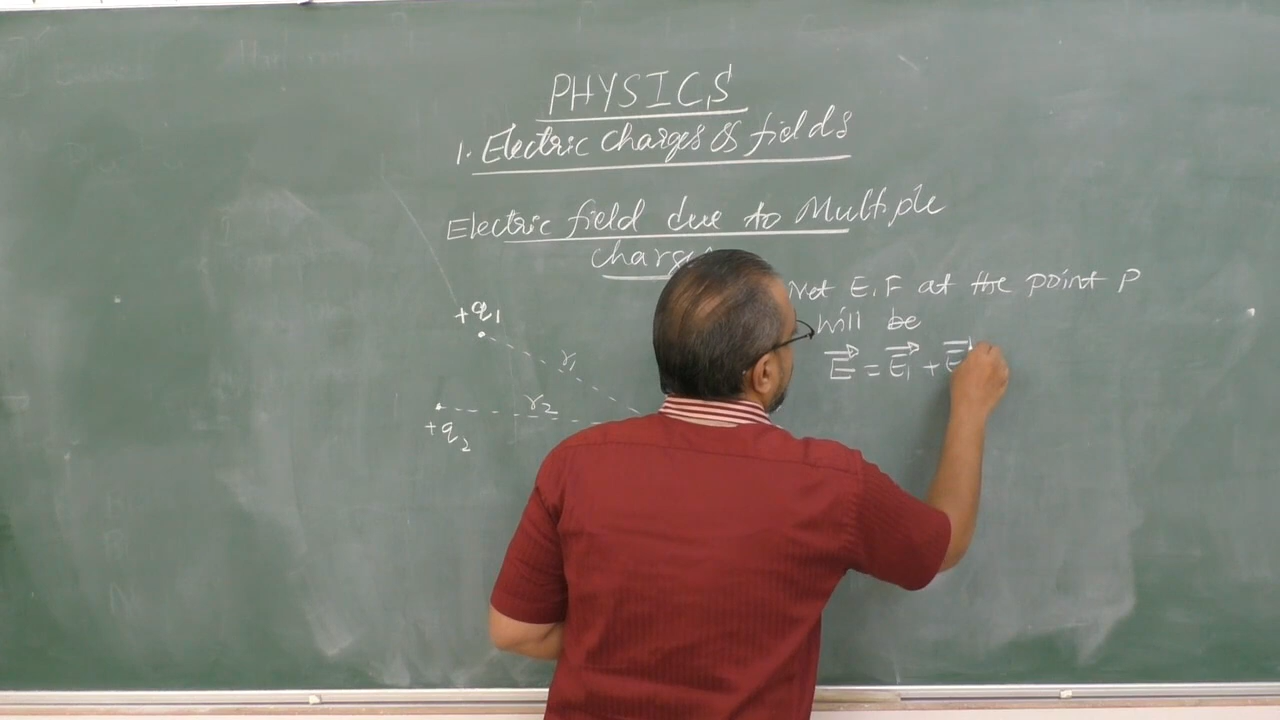 PHYSICS
1. Electric Charges & fields
Electric field due to Multiple
Net E.F at the point P
will be
E = E₁ + E
+q₁
r₁
r₂
+q₂